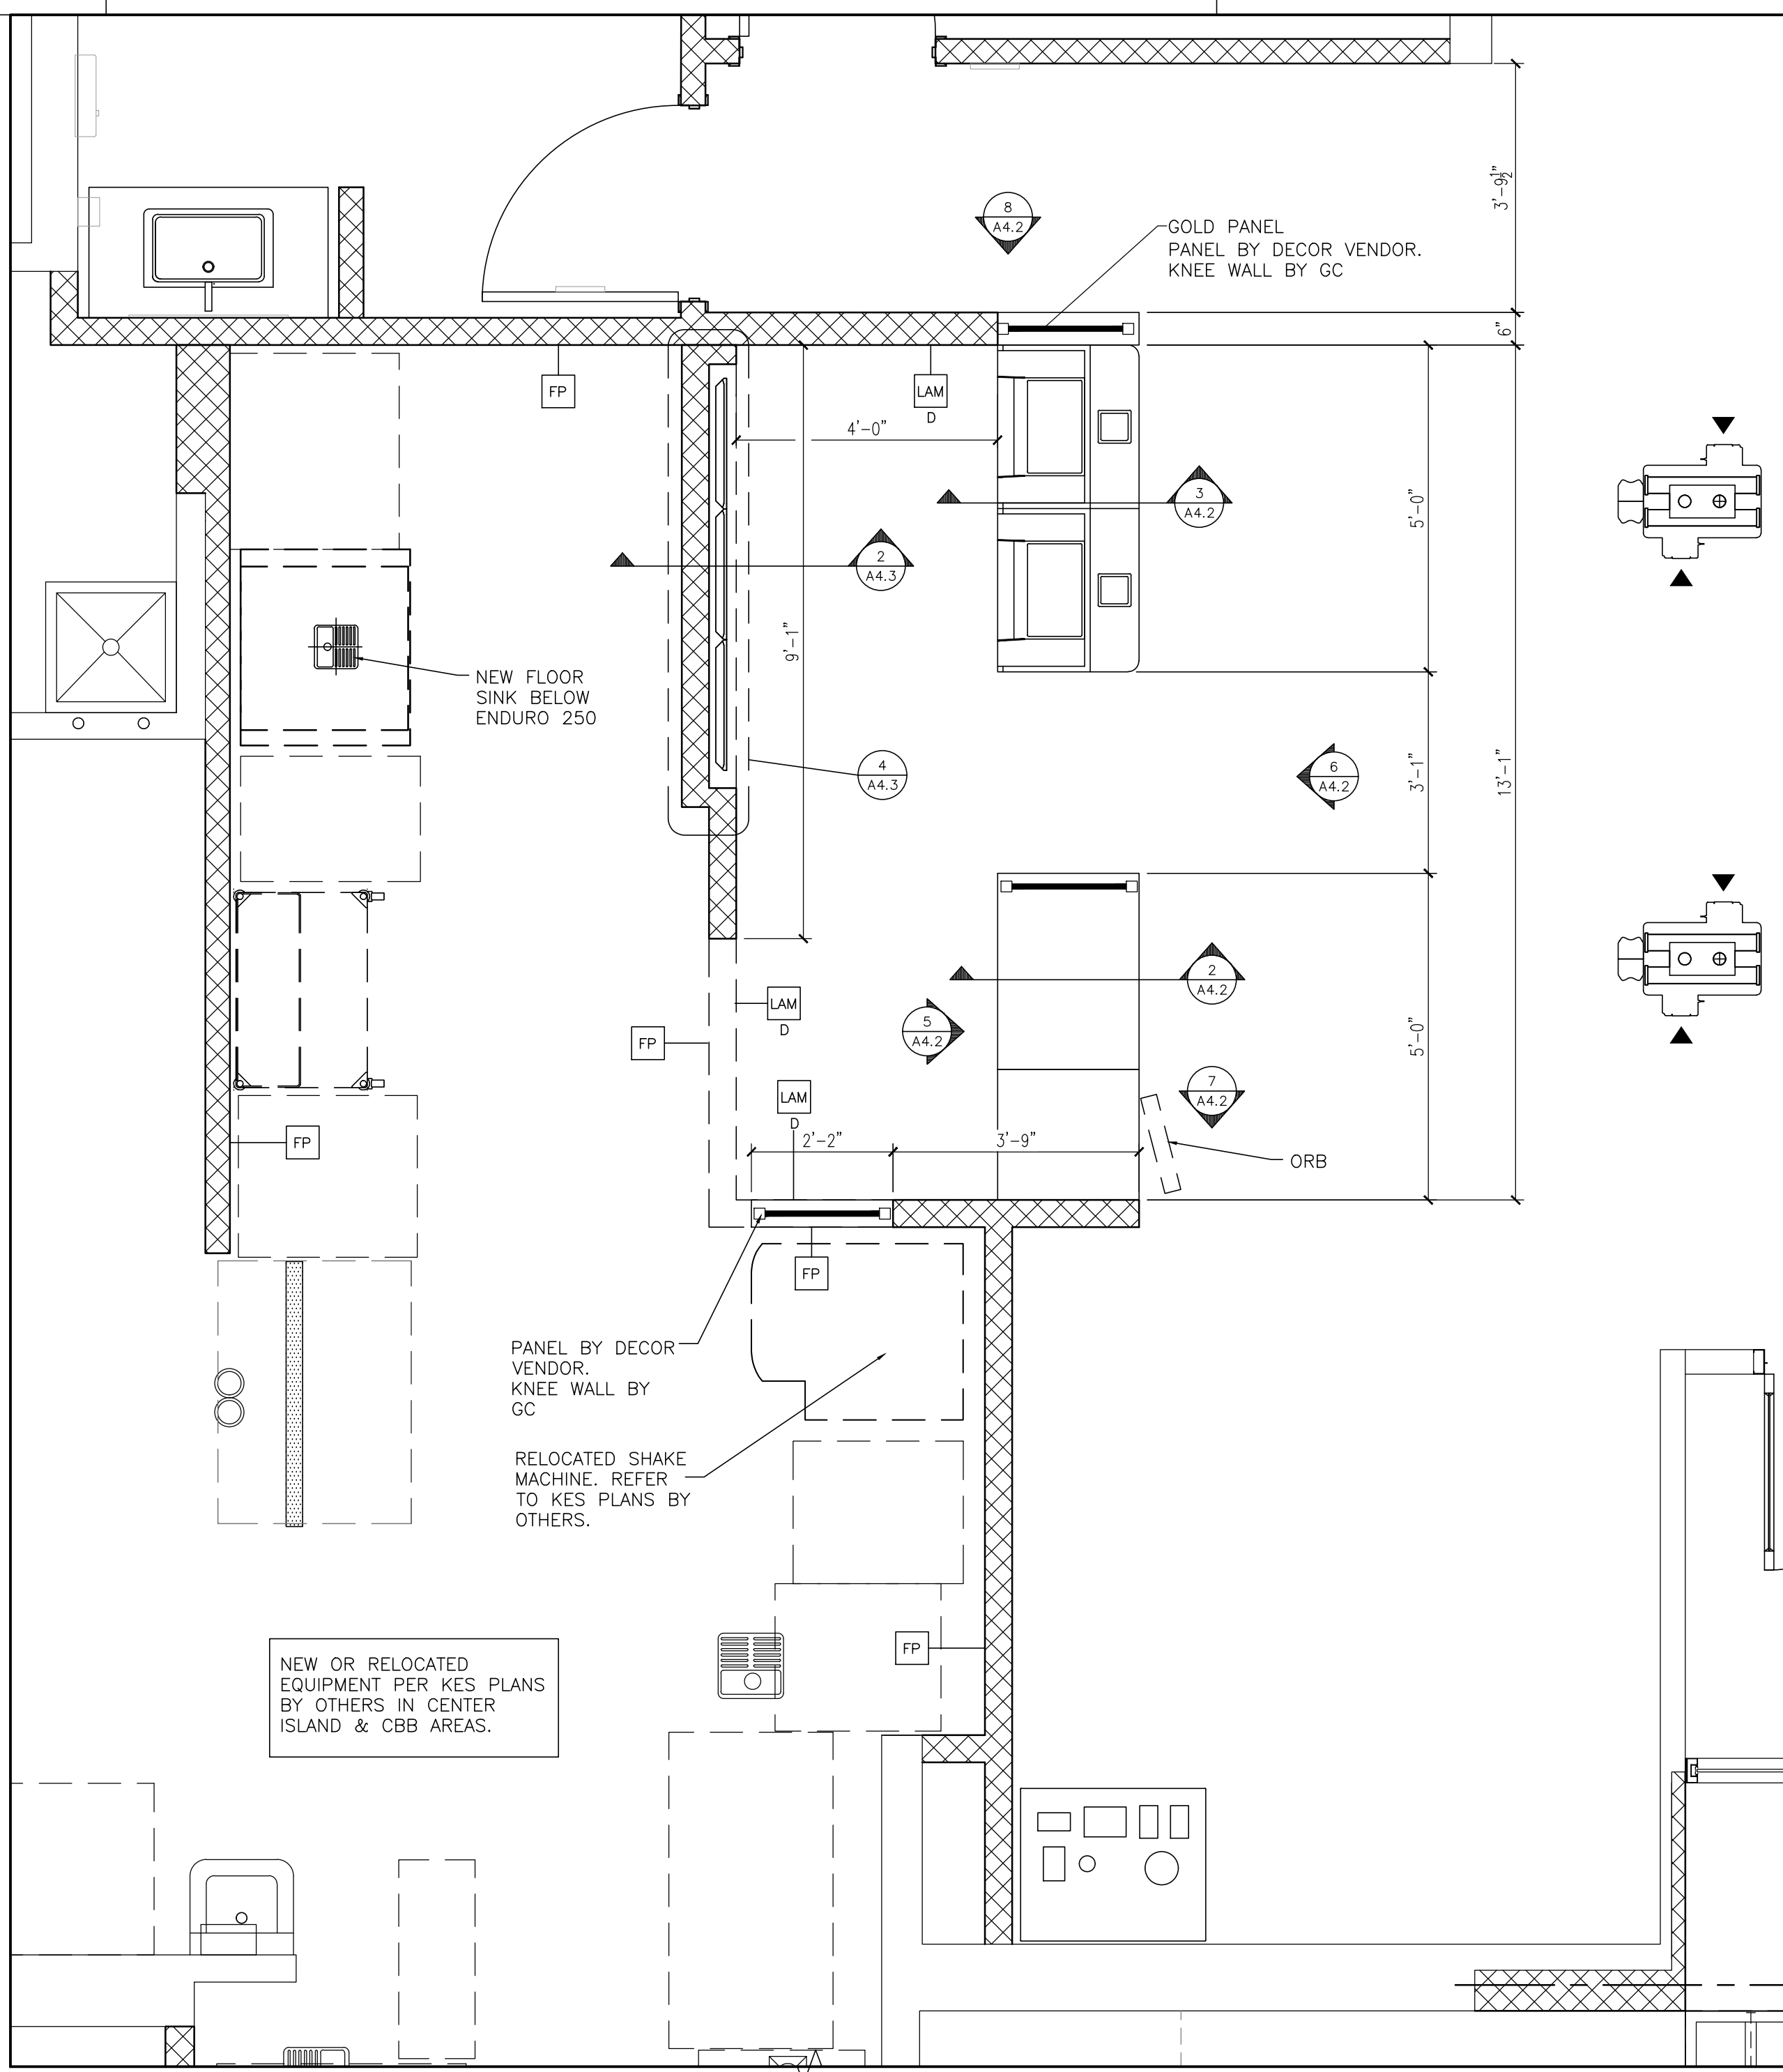 3'-9½"
8
A4.2
GOLD PANEL
PANEL BY DECOR VENDOR.
KNEE WALL BY GC
6"
FP
LAM
D
4'-0"
3
A4.2
5'-0"
2
A4.3
9'-1"
NEW FLOOR
SINK BELOW
ENDURO 250
4
A4.3
6
A4.2
3'-1"
13'-1"
2
A4.2
LAM
D
FP
5
A4.2
5'-0"
7
A4.2
LAM
D
FP
2'-2"
3'-9"
ORB
FP
PANEL BY DECOR
VENDOR.
KNEE WALL BY
GC
RELOCATED SHAKE
MACHINE. REFER
TO KES PLANS BY
OTHERS.
FP
NEW OR RELOCATED
EQUIPMENT PER KES PLANS
BY OTHERS IN CENTER
ISLAND & CBB AREAS.